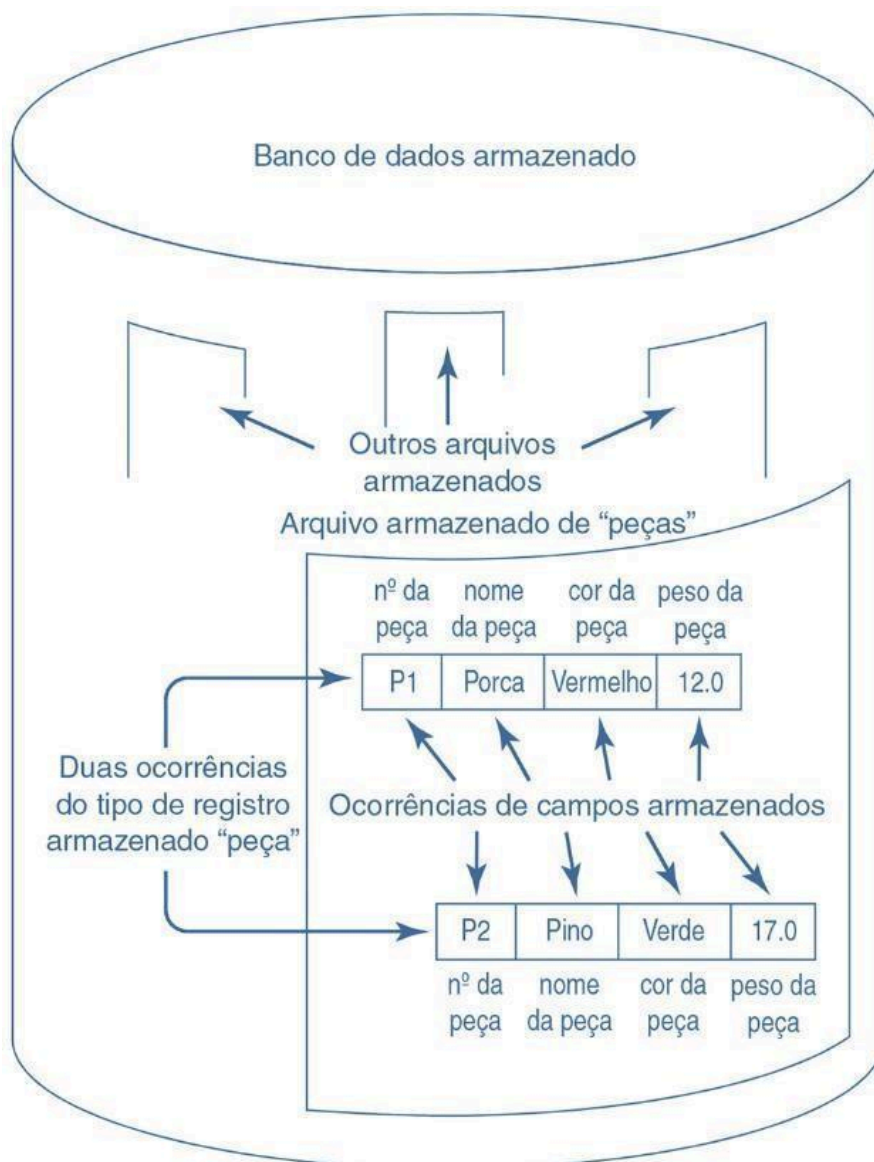 Banco de dados armazenado
Outros arquivos
armazenados
Arquivo armazenado de “peças”
nº da peça
nome da peça
cor da peça
peso da peça
P1 Porca Vermelho 12.0
Duas ocorrências
do tipo de registro
armazenado “peça”
Ocorrências de campos armazenados
P2 Pino Verde 17.0
nº da peça
nome da peça
cor da peça
peso da peça